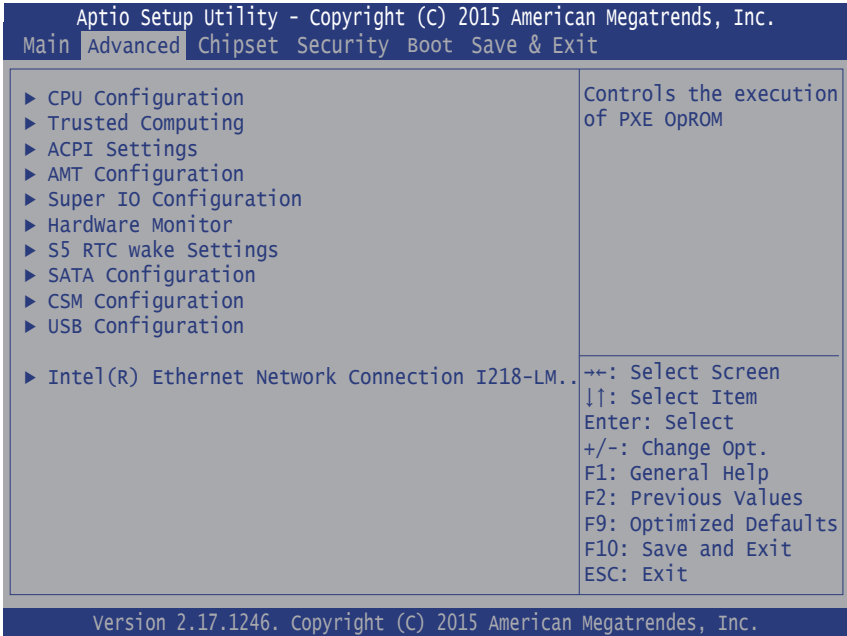 Aptio Setup Utility - Copyright (C) 2015 American Megatrends, Inc.
Main Advanced Chipset Security Boot Save & Exit
▶ CPU Configuration
▶ Trusted Computing
▶ ACPI Settings
▶ AMT Configuration
▶ Super IO Configuration
▶ HardWare Monitor
▶ S5 RTC wake Settings
▶ SATA Configuration
▶ CSM Configuration
▶ USB Configuration
▶ Intel(R) Ethernet Network Connection I218-LM..
Controls the execution
of PXE OpROM
→←: Select Screen
↓↑: Select Item
Enter: Select
+/-: Change Opt.
F1: General Help
F2: Previous Values
F9: Optimized Defaults
F10: Save and Exit
ESC: Exit
Version 2.17.1246. Copyright (C) 2015 American Megatrendes, Inc.